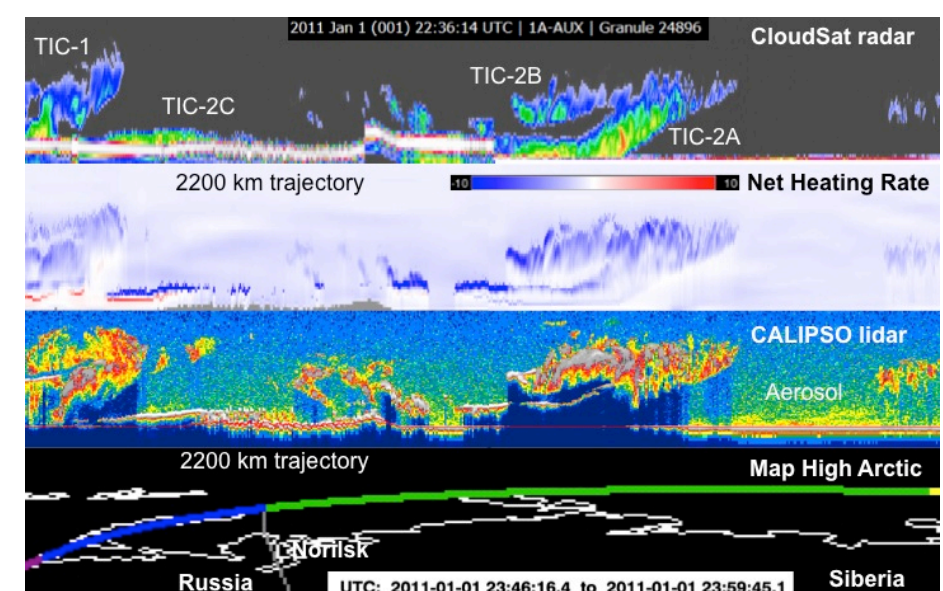 2011 Jan 1 (001) 22:36:14 UTC | 1A-AUX | Granule 24896
CloudSat radar
TIC-1
TIC-2B
TIC-2C
TIC-2A
2200 km trajectory
-10
10
Net Heating Rate
CALIPSO lidar
Aerosol
2200 km trajectory
Map High Arctic
Norilsk
Russia
UTC: 2011-01-01 23:46:16.4 to 2011-01-01 23:59:45.1
Siberia